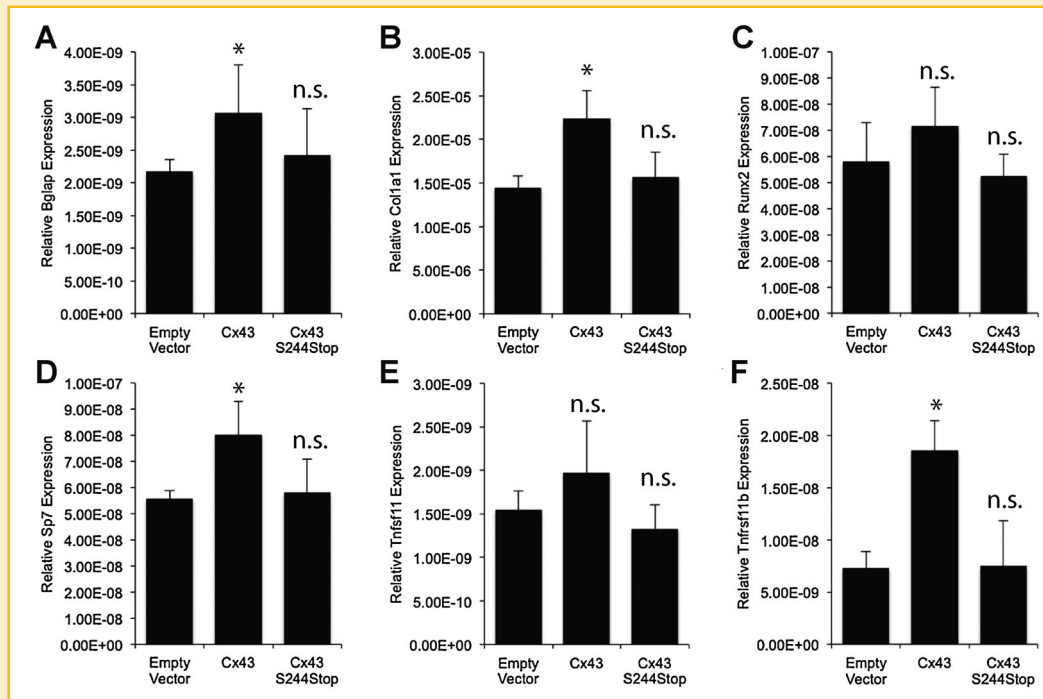 A
Relative Bglap Expression
4.00E-09
3.50E-09
3.00E-09
2.50E-09
2.00E-09
1.50E-09
1.00E-09
5.00E-10
0.00E+00
*
n.s.
Empty
Vector
Cx43
Cx43
S244Stop
B
Relative Col1a1 Expression
3.00E-05
2.50E-05
2.00E-05
1.50E-05
1.00E-05
5.00E-06
0.00E+00
*
n.s.
Empty
Vector
Cx43
Cx43
S244Stop
C
Relative Runx2 Expression
1.00E-07
9.00E-08
8.00E-08
7.00E-08
6.00E-08
5.00E-08
4.00E-08
3.00E-08
2.00E-08
1.00E-08
0.00E+00
n.s.
n.s.
Empty
Vector
Cx43
Cx43
S244Stop
D
Relative Sp7 Expression
1.00E-07
9.00E-08
8.00E-08
7.00E-08
6.00E-08
5.00E-08
4.00E-08
3.00E-08
2.00E-08
1.00E-08
0.00E+00
*
n.s.
Empty
Vector
Cx43
Cx43
S244Stop
E
Relative Tnfsf11 Expression
3.00E-09
2.50E-09
2.00E-09
1.50E-09
1.00E-09
5.00E-10
0.00E+00
n.s.
n.s.
Empty
Vector
Cx43
Cx43
S244Stop
F
Relative Tnfrsf11b Expression
2.50E-08
2.00E-08
1.50E-08
1.00E-08
5.00E-09
0.00E+00
*
n.s.
Empty
Vector
Cx43
Cx43
S244Stop